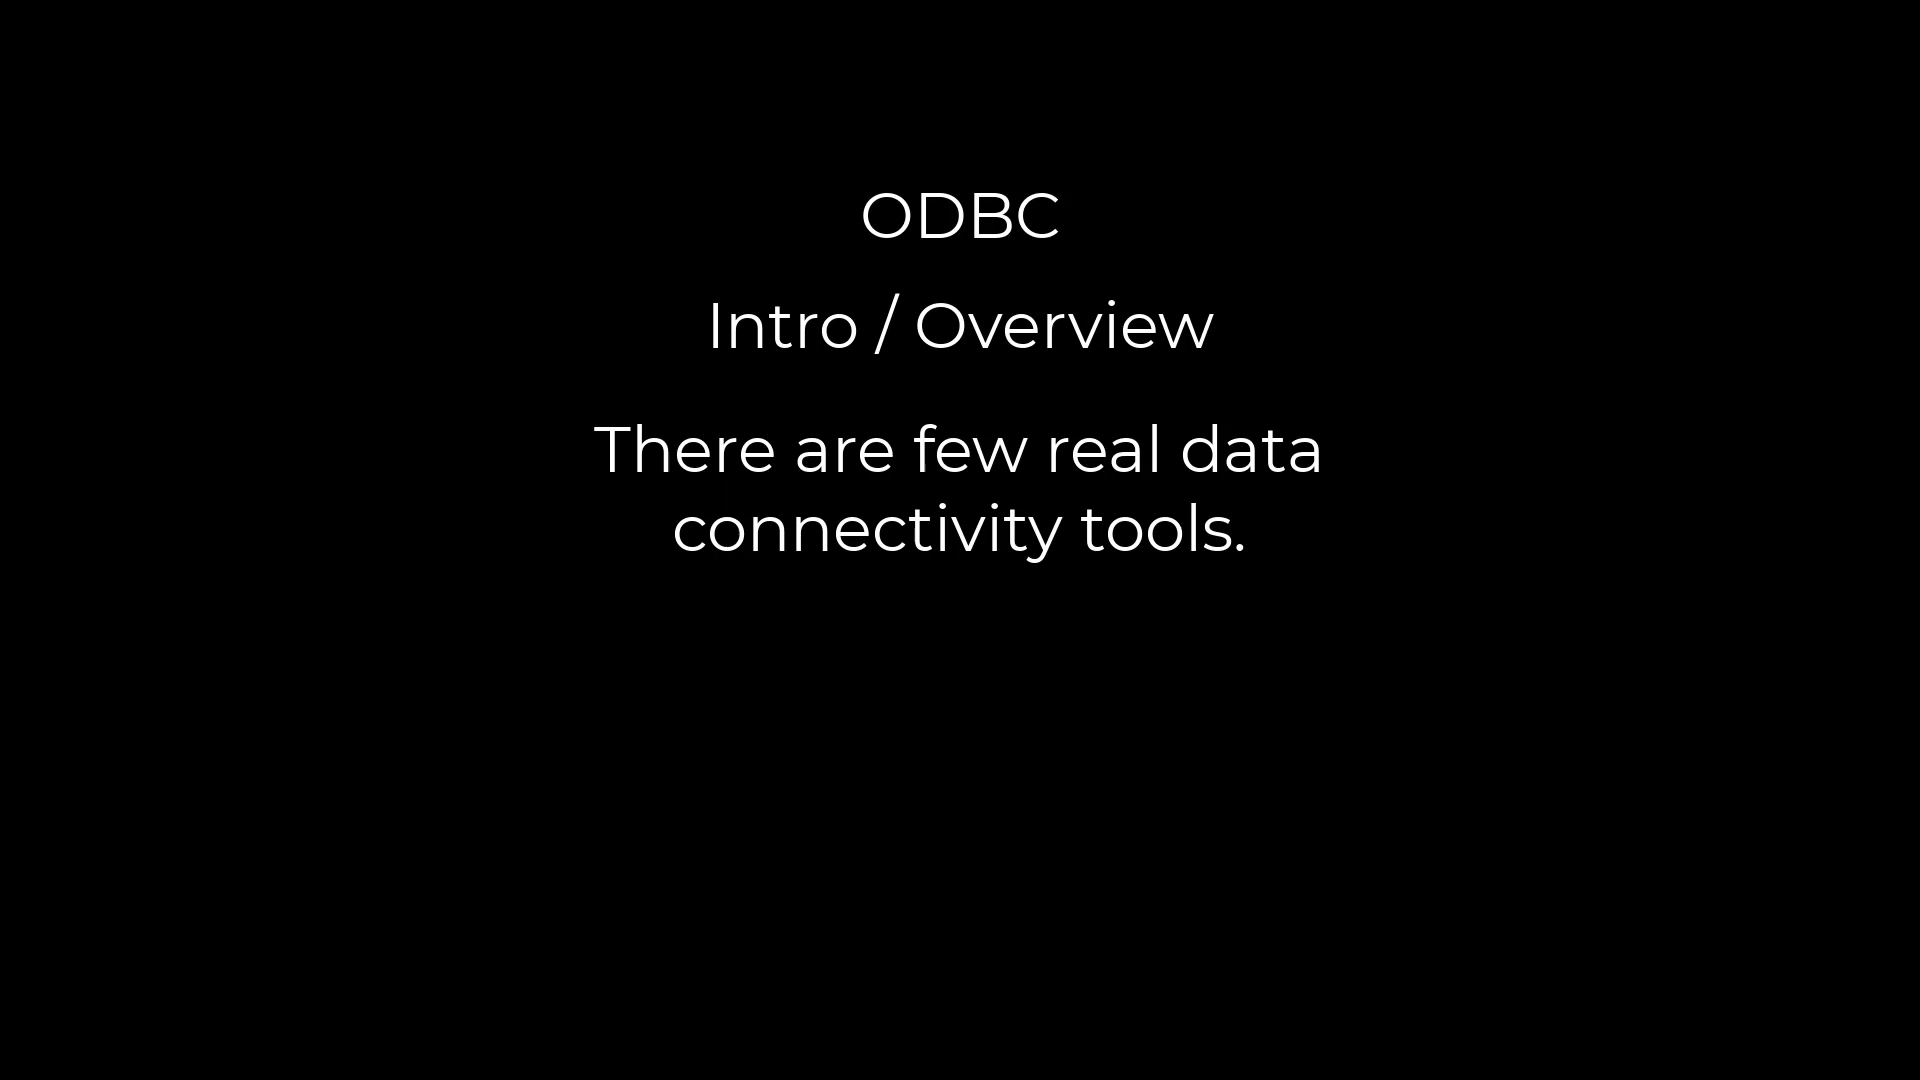 ODBC
Intro / Overview
There are few real data
connectivity tools.